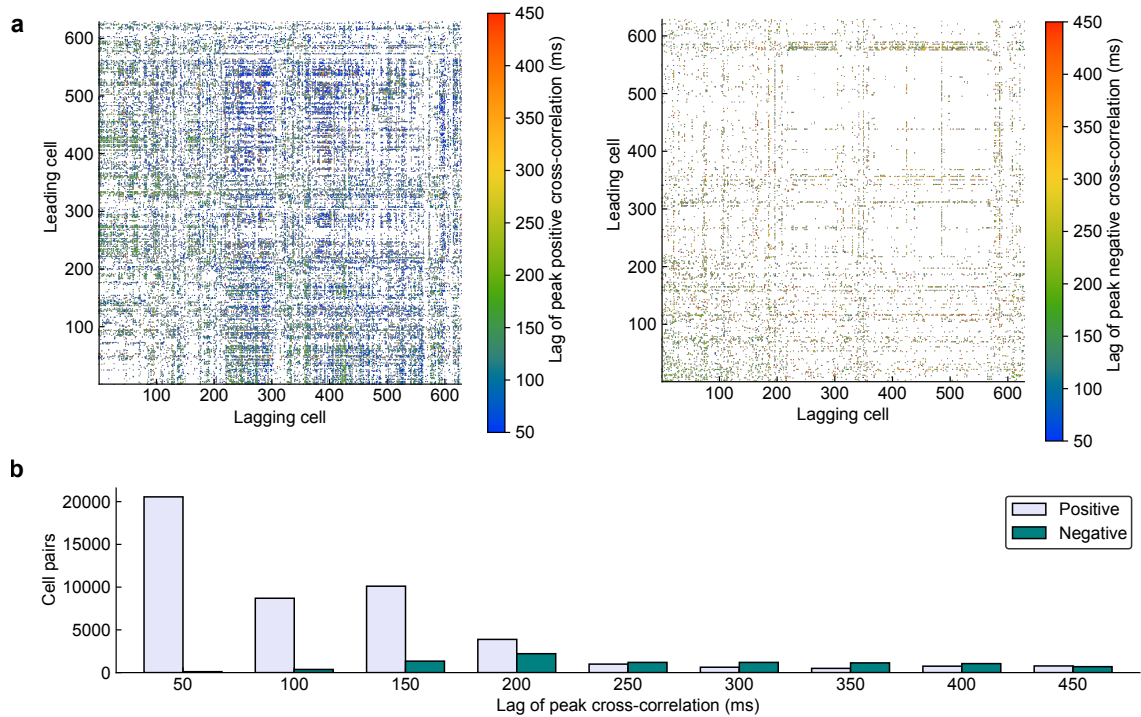 a
600
500
400
300
200
100
Leading cell
100 200 300 400 500 600
Lagging cell
450
400
350
300
250
200
150
100
50
Lag of peak positive cross-correlation (ms)
600
500
400
300
200
100
Leading cell
100 200 300 400 500 600
Lagging cell
450
400
350
300
250
200
150
100
50
Lag of peak negative cross-correlation (ms)
b
20000
15000
10000
5000
0
Cell pairs
Positive
Negative
50 100 150 200 250 300 350 400 450
Lag of peak cross-correlation (ms)